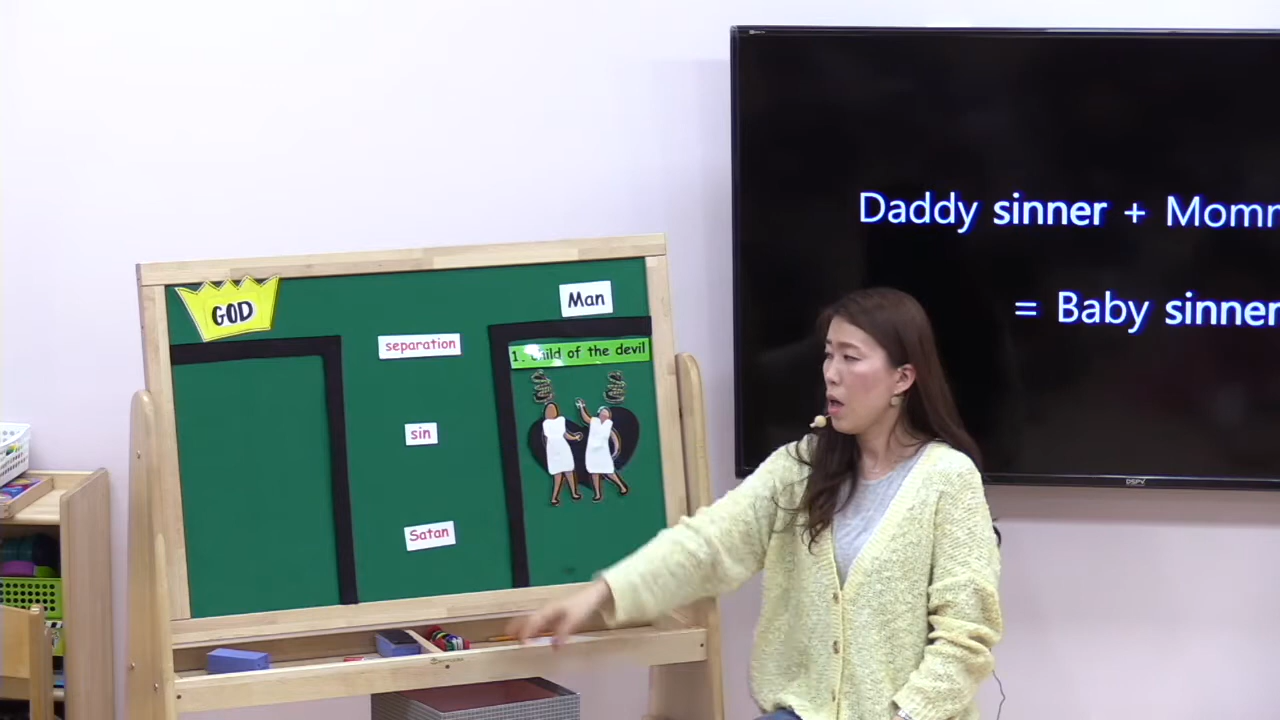 GOD
Man
separation
1. child of the devil
sin
Satan
Daddy sinner + Momm
= Baby sinner